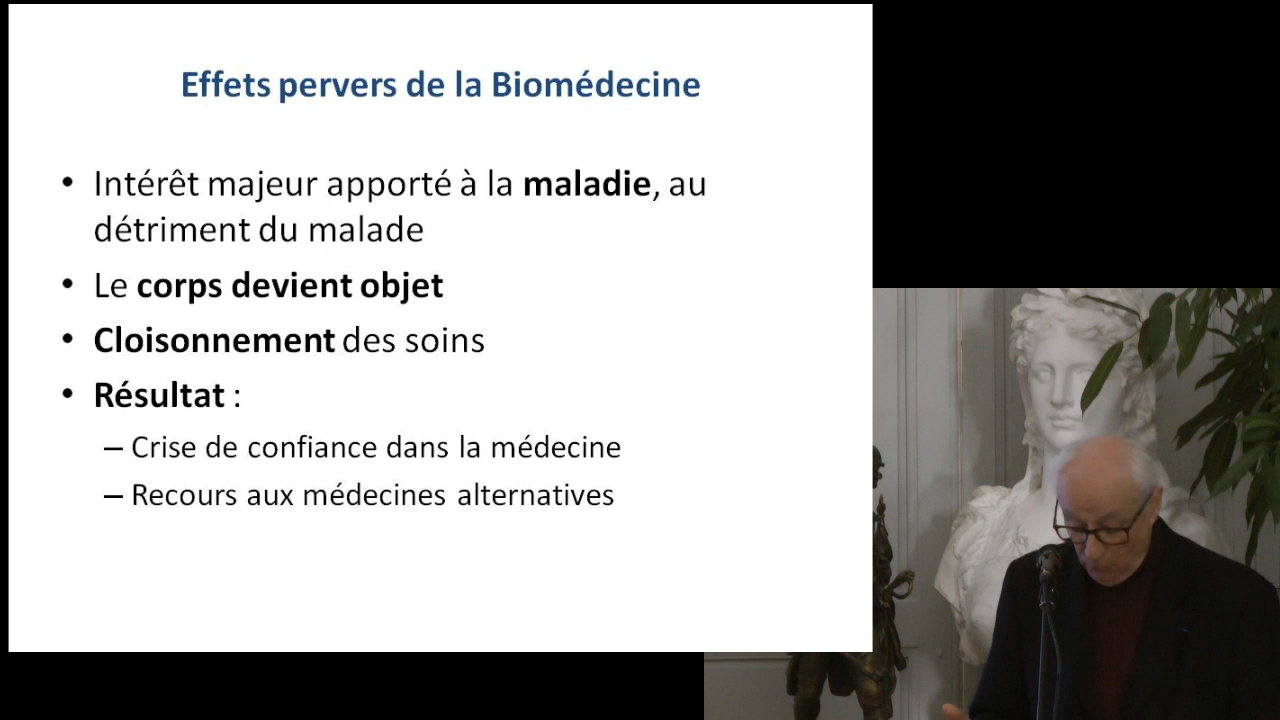 Effets pervers de la Biomédecine
• Intérêt majeur apporté à la maladie, au
détriment du malade
• Le corps devient objet
• Cloisonnement des soins
• Résultat :
– Crise de confiance dans la médecine
– Recours aux médecines alternatives